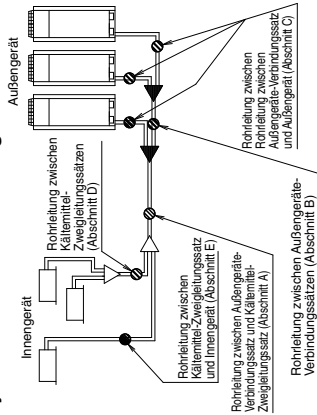 Außengerät
Innengerät
Rohrleitung zwischen
Kältemittel-
Zweigleitungssätzen
(Abschnitt D)
Rohrleitung zwischen
Rohrleitung zwischen
Außengeräte-Verbindungssatz
und Außengerät (Abschnitt C)
Rohrleitung zwischen
Kältemittel-Zweigleitungssatz
und Innengerät (Abschnitt E)
Rohrleitung zwischen Außengeräte-
Verbindungssatz und Kältemittel-
Zweigleitungssatz (Abschnitt A)
Rohrleitung zwischen Außengeräte-
Verbindungssätzen (Abschnitt B)